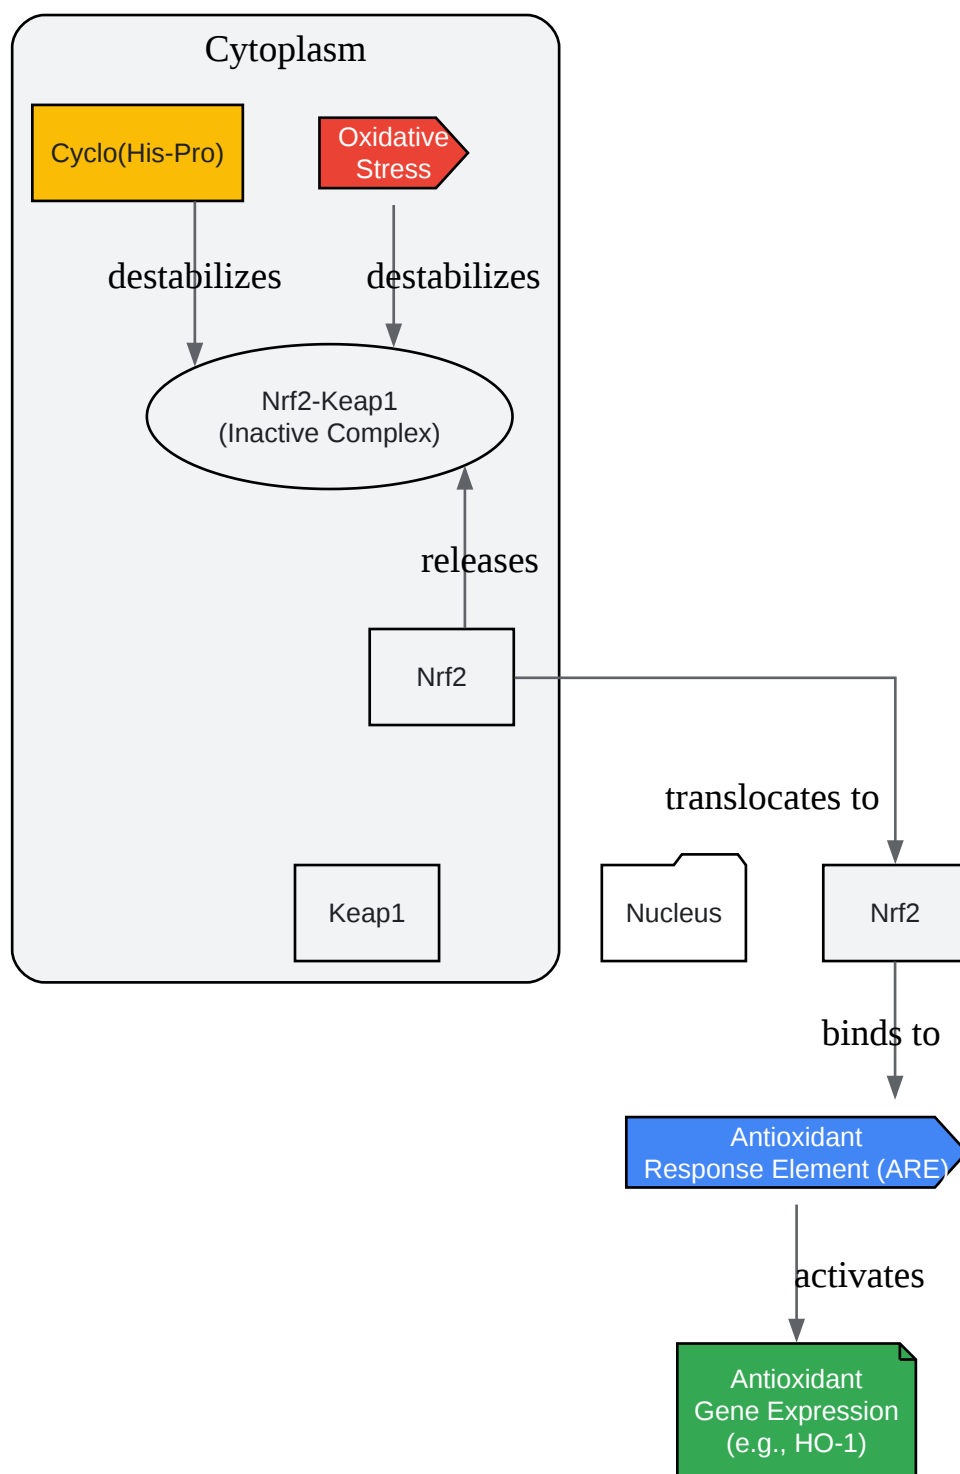 Cytoplasm
Cyclo(His-Pro)
Oxidative
Stress
destabilizes
destabilizes
Nrf2-Keap1
(Inactive Complex)
releases
Nrf2
translocates to
Keap1
Nucleus
Nrf2
binds to
Antioxidant
Response Element (ARE)
activates
Antioxidant
Gene Expression
(e.g., HO-1)